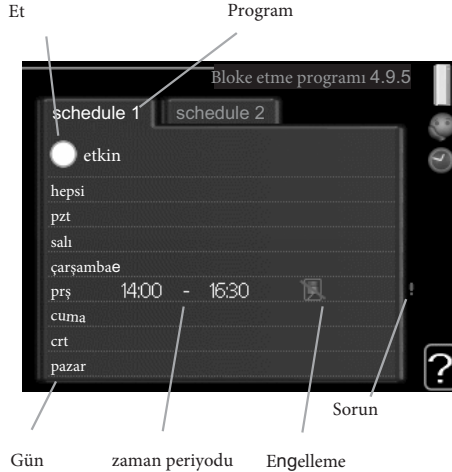 Et Program
Bloke etme programı 4.9.5
schedule 1 schedule 2
etkin
hepsi
pzt
salı
çarşambae
prş 14:00 - 16:30
cuma
crt
pazar
?
Sorun
Gün zaman periyodu Engelleme